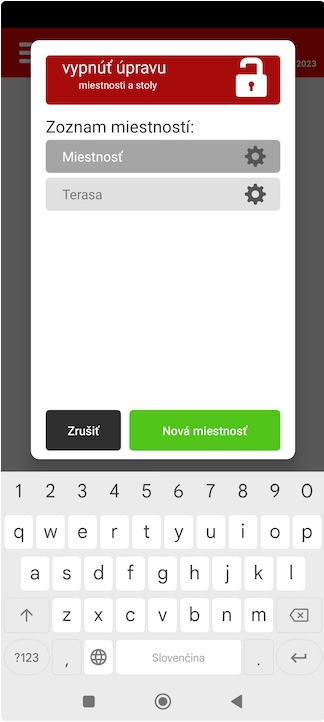 vypnúť úpravu
miestnosti a stoly
2023
Zoznam miestností:
Miestnosť
Terasa
Zrušiť
Nová miestnosť
1 2 3 4 5 6 7 8 9 0
q w e r t y u i o p
a s d f g h j k l
z x c v b n m
?123 , Slovenčina .